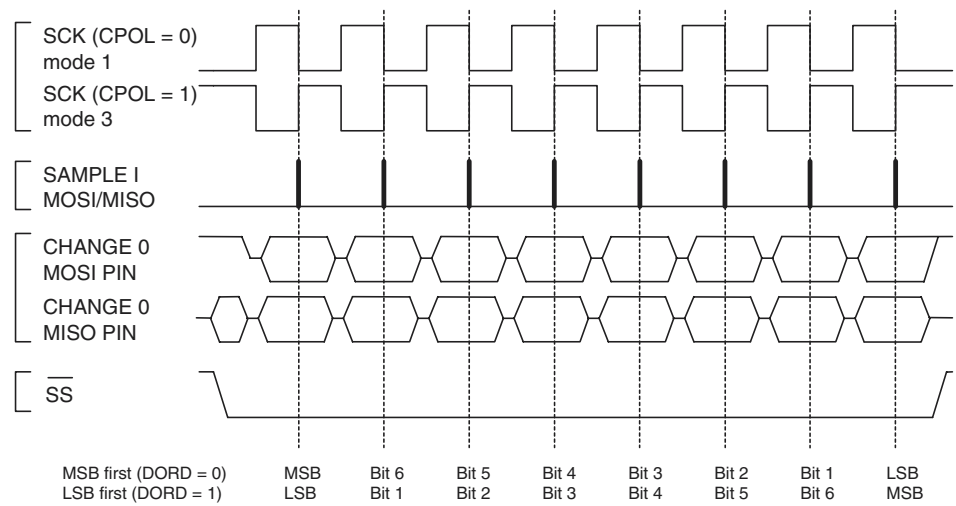 SCK (CPOL = 0)
mode 1
SCK (CPOL = 1)
mode 3
SAMPLE I
MOSI/MISO
CHANGE 0
MOSI PIN
CHANGE 0
MISO PIN
SS
MSB first (DORD = 0) MSB Bit 6 Bit 5 Bit 4 Bit 3 Bit 2 Bit 1 LSB
LSB first (DORD = 1) LSB Bit 1 Bit 2 Bit 3 Bit 4 Bit 5 Bit 6 MSB